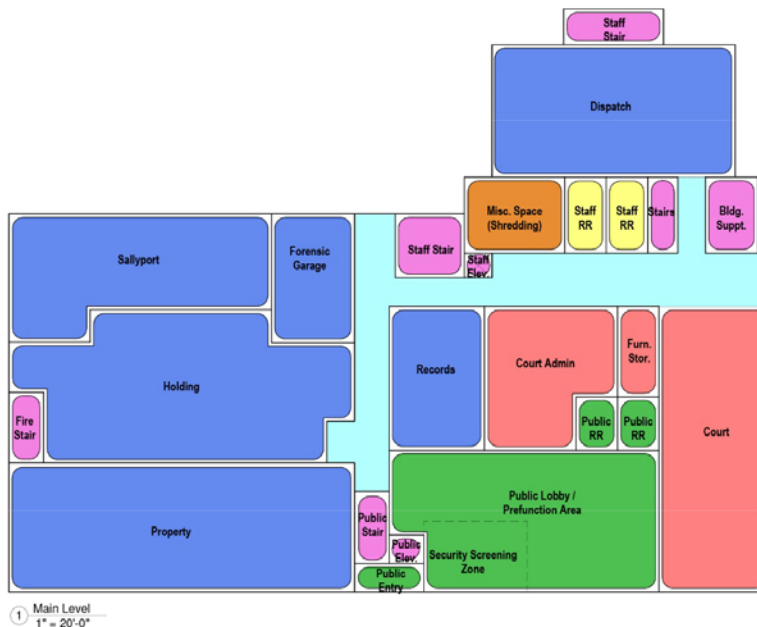 Staff
Stair
Dispatch
Misc. Space
(Shredding)
Staff
RR
Staff
RR
Stairs
Bldg.
Suppt.
Sallyport
Forensic
Garage
Staff Stair
Staff
Elev.
Holding
Records
Court Admin
Furn.
Stor.
Fire
Stair
Public
RR
Public
RR
Court
Property
Public Lobby /
Prefunction Area
Public
Stair
Public
Elev.
Security Screening
Zone
Public
Entry
1 Main Level
1" = 20'-0"